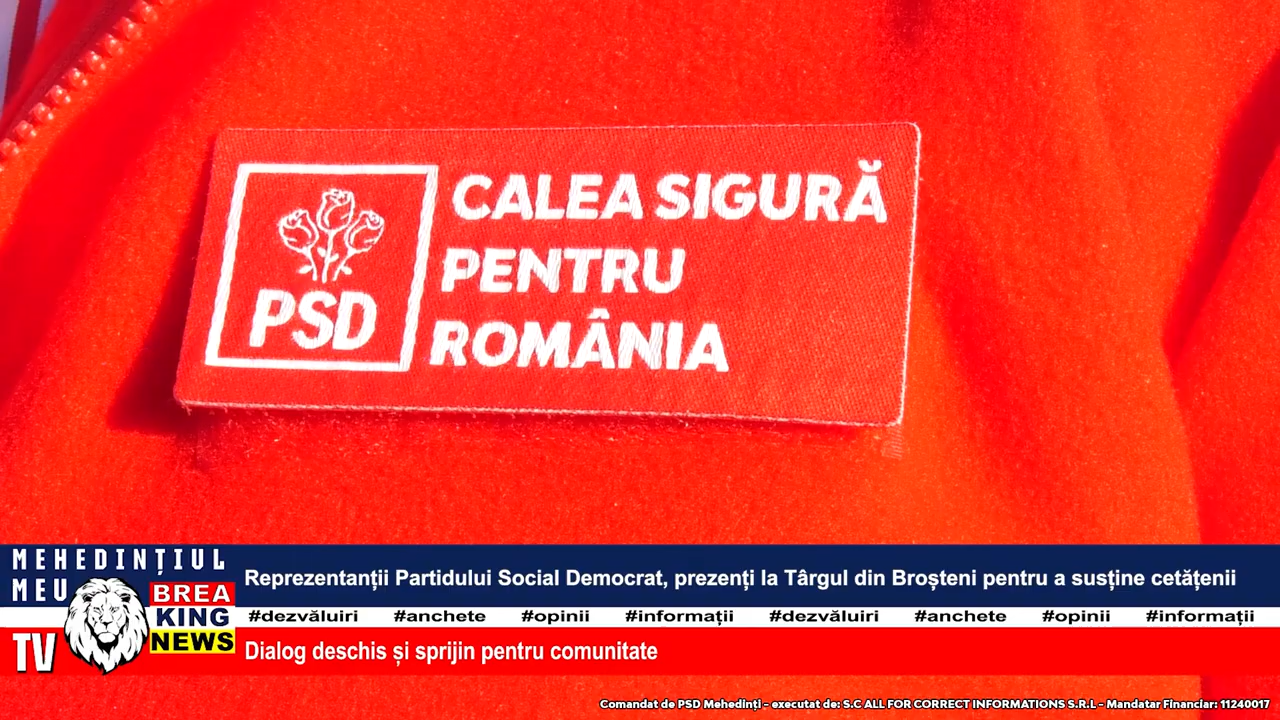 CALEA SIGURĂ
PENTRU
ROMÂNIA
PSD
MEHEDINȚIUL
MEU
TV
BREA
KING
NEWS
Reprezentanții Partidului Social Democrat, prezenți la Târgul din Broșteni pentru a susține cetățenii
#dezvăluiri #anchete #opinii #informații #dezvăluiri #anchete #opinii #informații
Dialog deschis și sprijin pentru comunitate
Comandat de PSD Mehedinți - executat de: S.C ALL FOR CORRECT INFORMATIONS S.R.L - Mandatar Financiar: 11240017